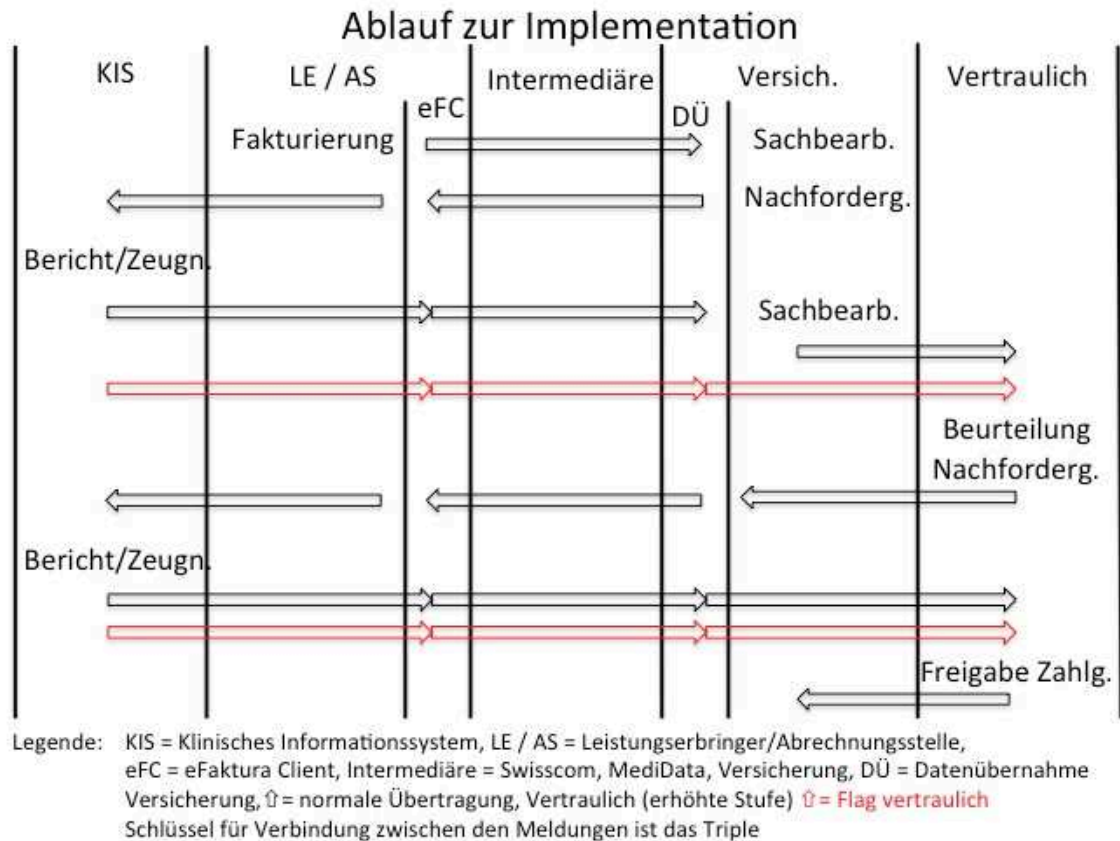 Ablauf zur Implementation
KIS
LE / AS
Intermediäre
Versich.
Vertraulich
eFC
DÜ
Fakturierung
Sachbearb.
Nachforderg.
Bericht/Zeugn.
Sachbearb.
Beurteilung
Nachforderg.
Bericht/Zeugn.
Freigabe Zahlg.
Legende: KIS = Klinisches Informationssystem, LE / AS = Leistungserbringer/Abrechnungsstelle,
eFC = eFaktura Client, Intermediäre = Swisscom, MediData, Versicherung, DÜ = Datenübernahme
Versicherung,⇧= normale Übertragung, Vertraulich (erhöhte Stufe) ⇧= Flag vertraulich
Schlüssel für Verbindung zwischen den Meldungen ist das Triple